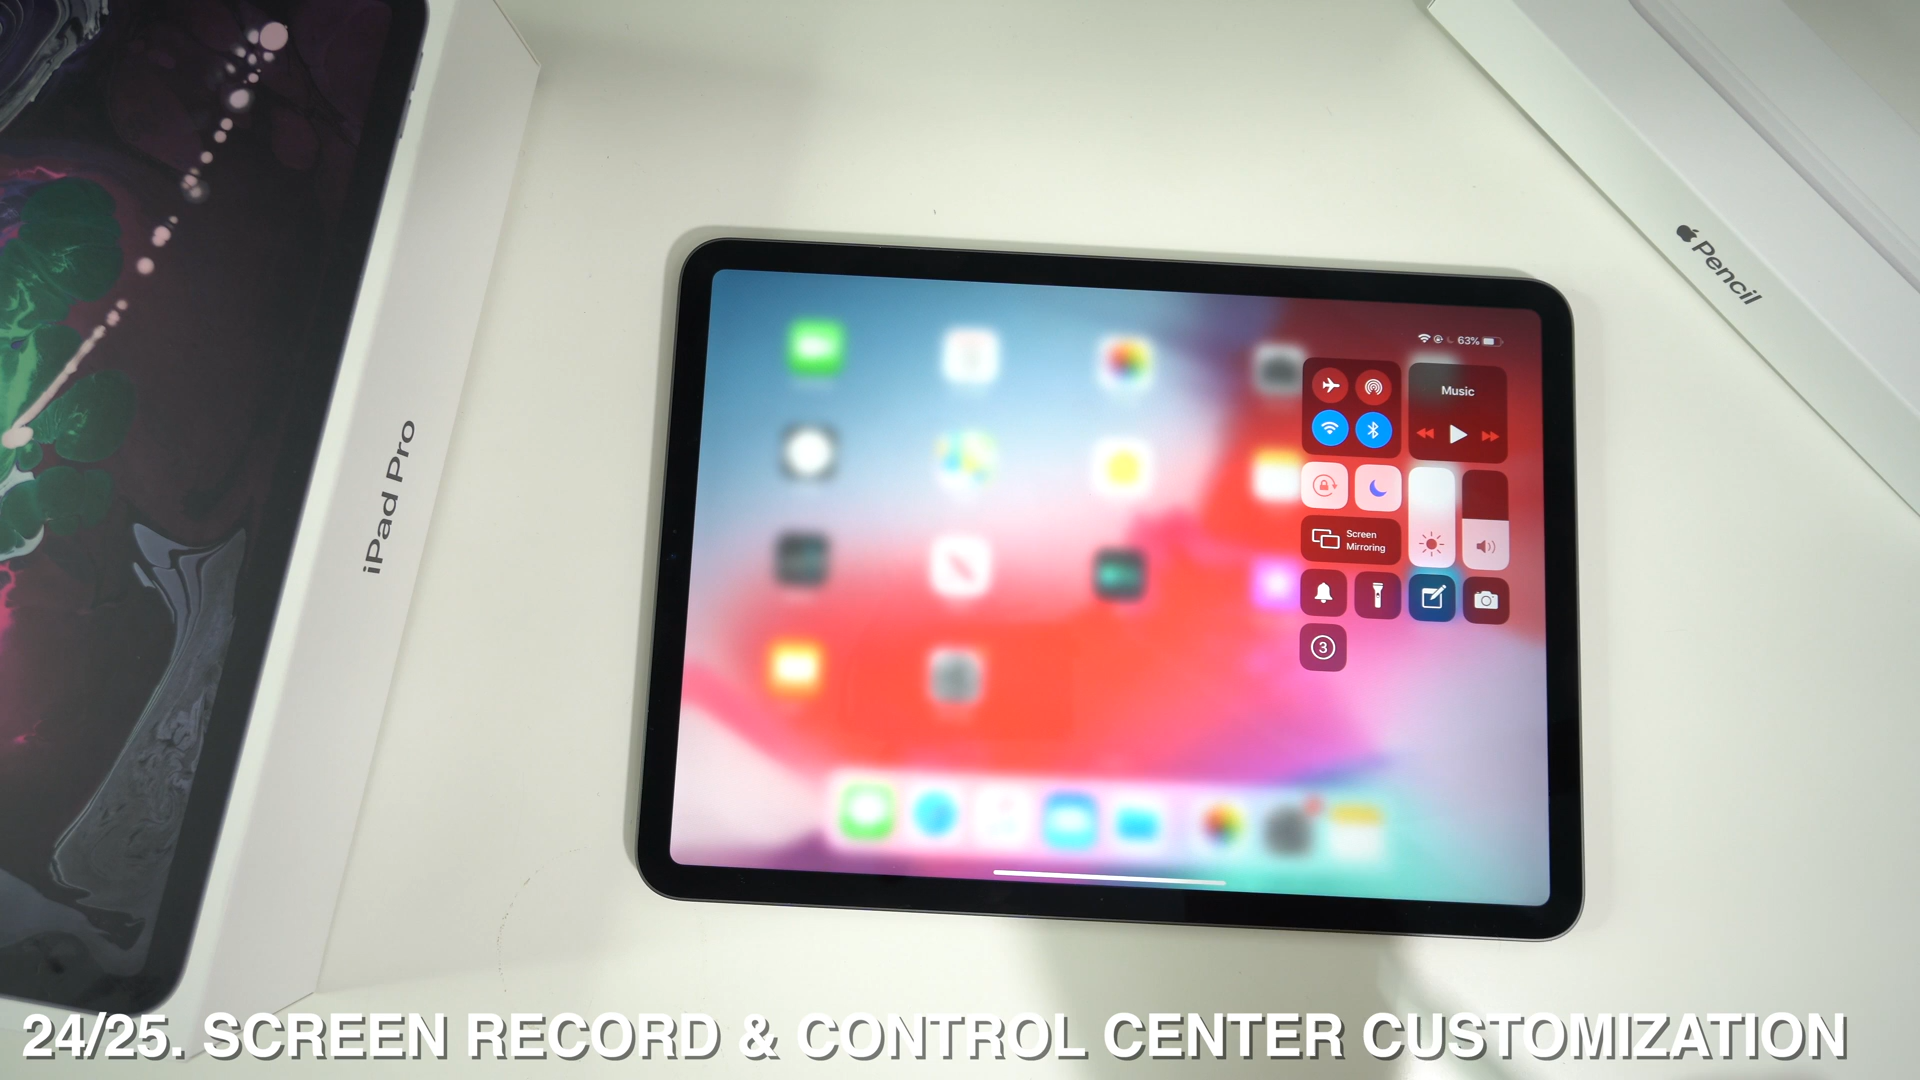 iPad Pro
Pencil
63%
Music
Screen
Mirroring
3
24/25. SCREEN RECORD & CONTROL CENTER CUSTOMIZATION